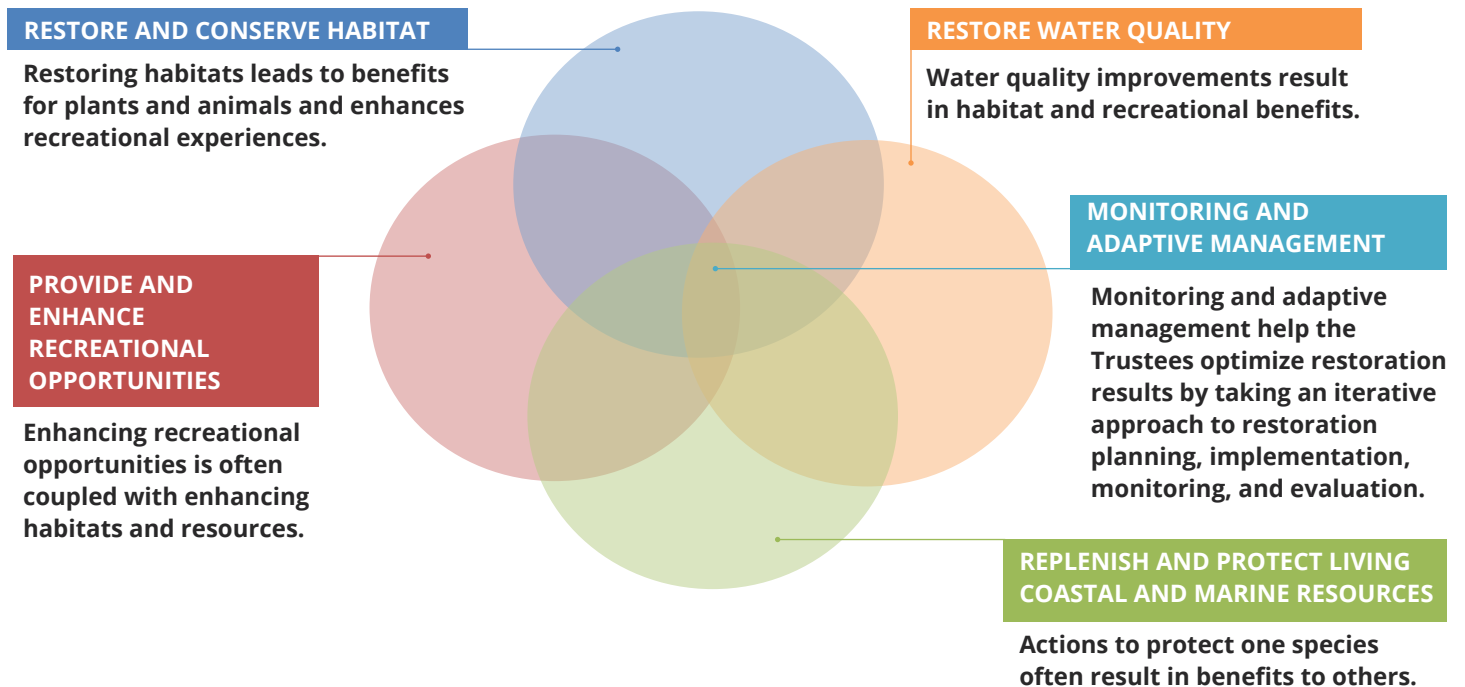 RESTORE AND CONSERVE HABITAT
Restoring habitats leads to benefits
for plants and animals and enhances
recreational experiences.
RESTORE WATER QUALITY
Water quality improvements result
in habitat and recreational benefits.
MONITORING AND
ADAPTIVE MANAGEMENT
Monitoring and adaptive
management help the
Trustees optimize restoration
results by taking an iterative
approach to restoration
planning, implementation,
monitoring, and evaluation.
PROVIDE AND
ENHANCE
RECREATIONAL
OPPORTUNITIES
Enhancing recreational
opportunities is often
coupled with enhancing
habitats and resources.
REPLENISH AND PROTECT LIVING
COASTAL AND MARINE RESOURCES
Actions to protect one species
often result in benefits to others.